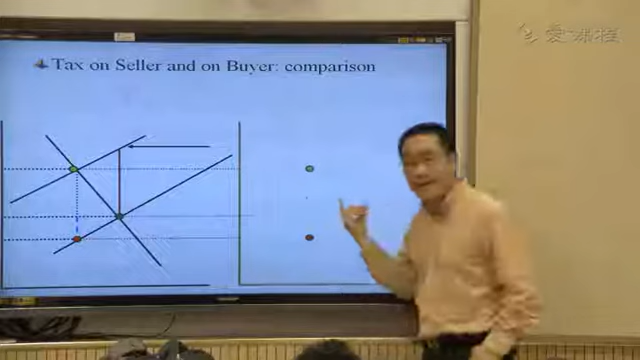 爱课程
Tax on Seller and on Buyer: comparison